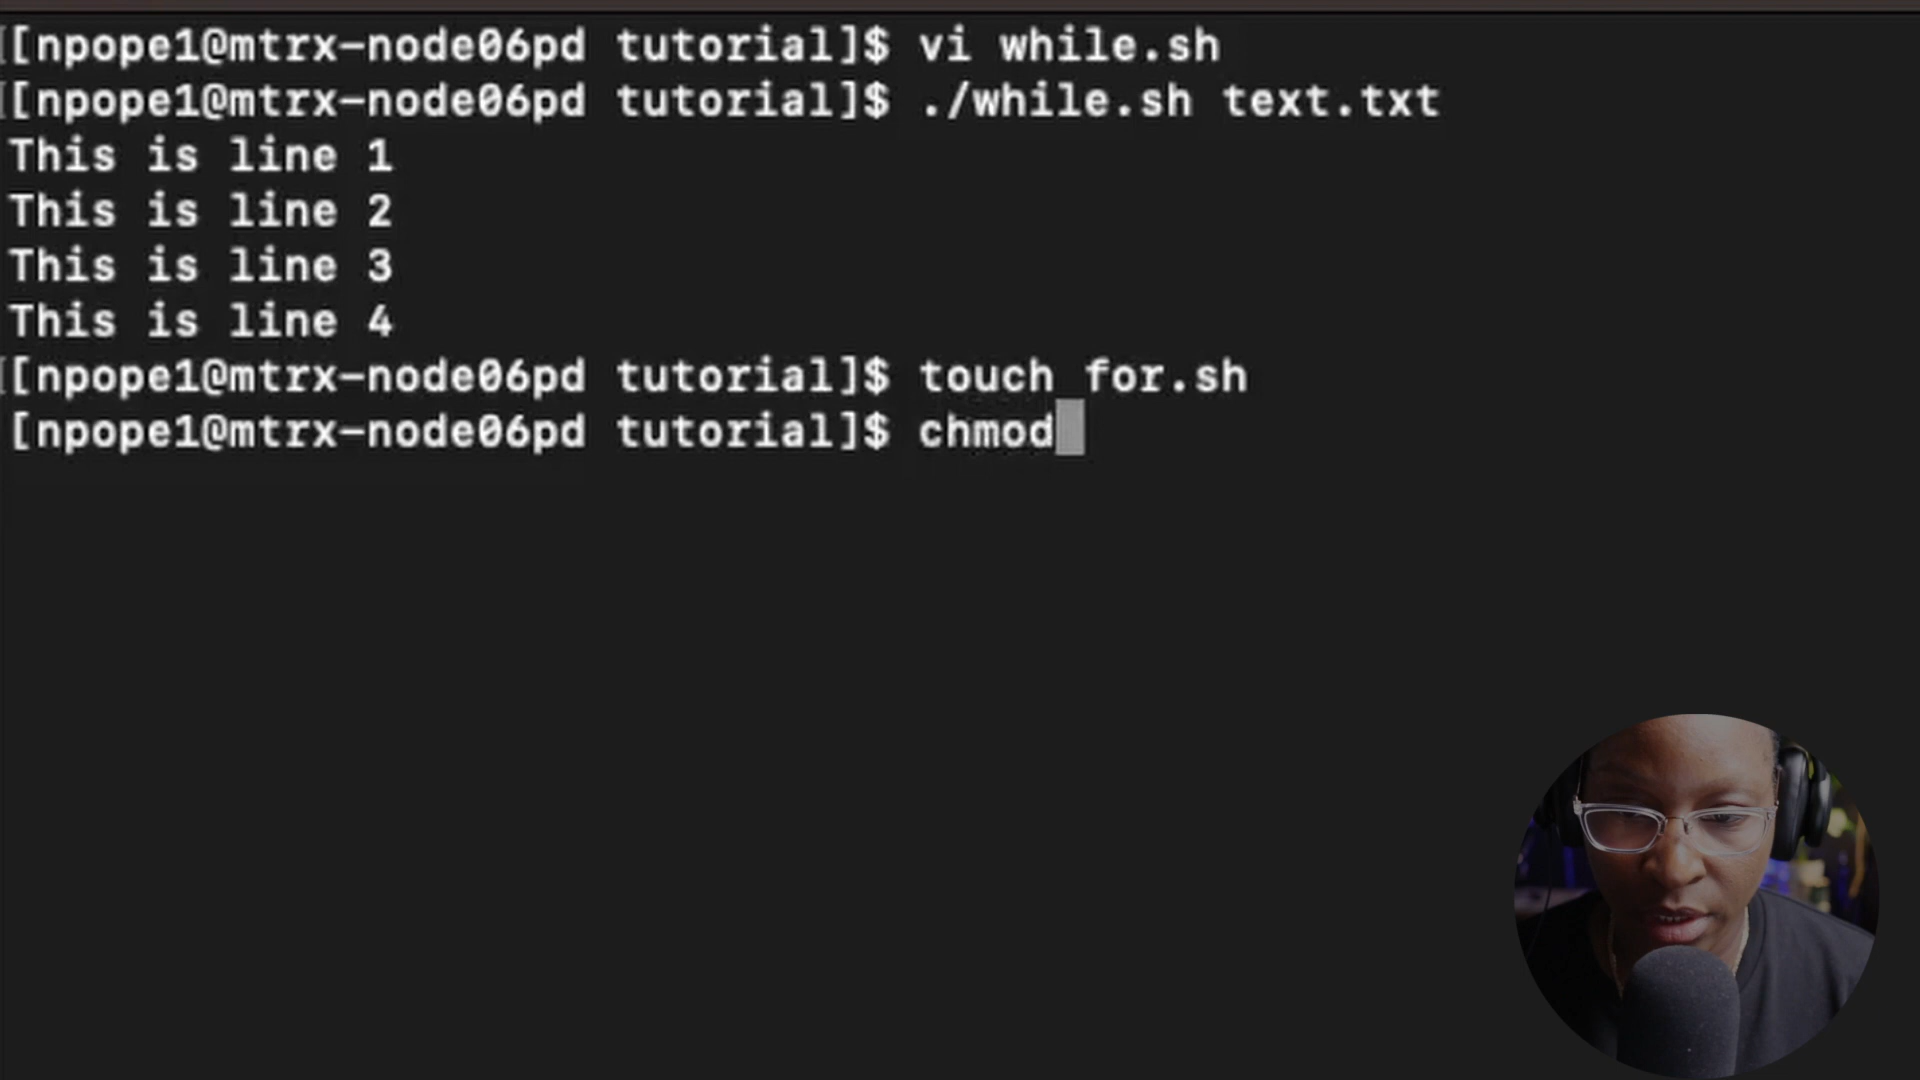 [[npope1@mtrx-node06pd tutorial]$ vi while.sh
[[npope1@mtrx-node06pd tutorial]$ ./while.sh text.txt
This is line 1
This is line 2
This is line 3
This is line 4
[[npope1@mtrx-node06pd tutorial]$ touch for.sh
[npope1@mtrx-node06pd tutorial]$ chmod